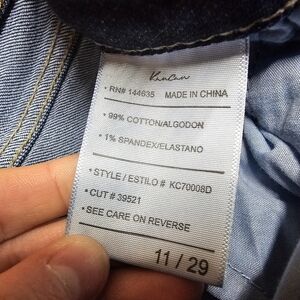 KanCan
• RN# 144635 MADE IN CHINA
• 99% COTTON/ALGODON
• 1% SPANDEX/ELASTANO
• STYLE / ESTILO # KC70008D
• CUT # 39521
• SEE CARE ON REVERSE
11 / 29